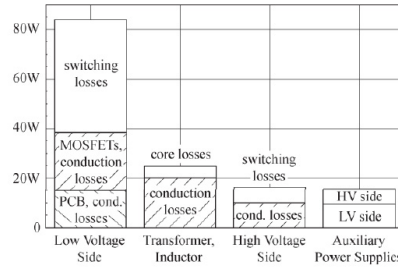 80W
60W
40W
20W
0
switching
losses
MOSFETs,
conduction
losses
PCB, cond.
losses
core losses
conduction
losses
switching
losses
cond. losses
HV side
LV side
Low Voltage
Side
Transformer,
Inductor
High Voltage
Side
Auxiliary
Power Supplies